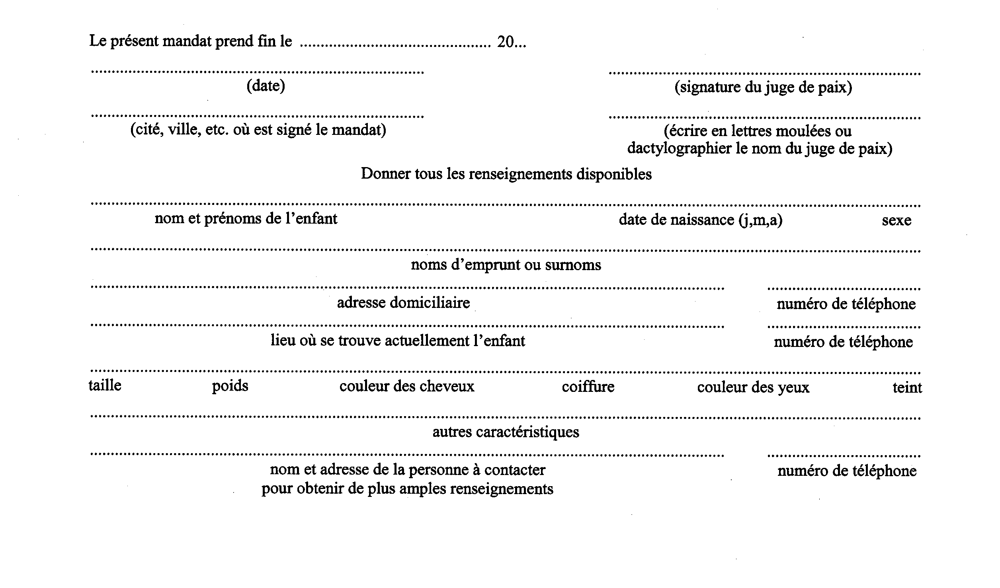 Le présent mandat prend fin le .............................................. 20...
................................................................................ ...........................................................................
(date) (signature du juge de paix)
................................................................................ ...........................................................................
(cité, ville, etc. où est signé le mandat) (écrire en lettres moulées ou
dactylographier le nom du juge de paix)
Donner tous les renseignements disponibles
........................................................................................................................................................................................................
nom et prénoms de l'enfant date de naissance (j,m,a) sexe
........................................................................................................................................................................................................
noms d'emprunt ou surnoms
........................................................................................................................................................ .....................................
adresse domiciliaire numéro de téléphone
........................................................................................................................................................ .....................................
lieu où se trouve actuellement l'enfant numéro de téléphone
........................................................................................................................................................................................................
taille poids couleur des cheveux coiffure couleur des yeux teint
........................................................................................................................................................................................................
autres caractéristiques
........................................................................................................................................................ .....................................
nom et adresse de la personne à contacter numéro de téléphone
pour obtenir de plus amples renseignements